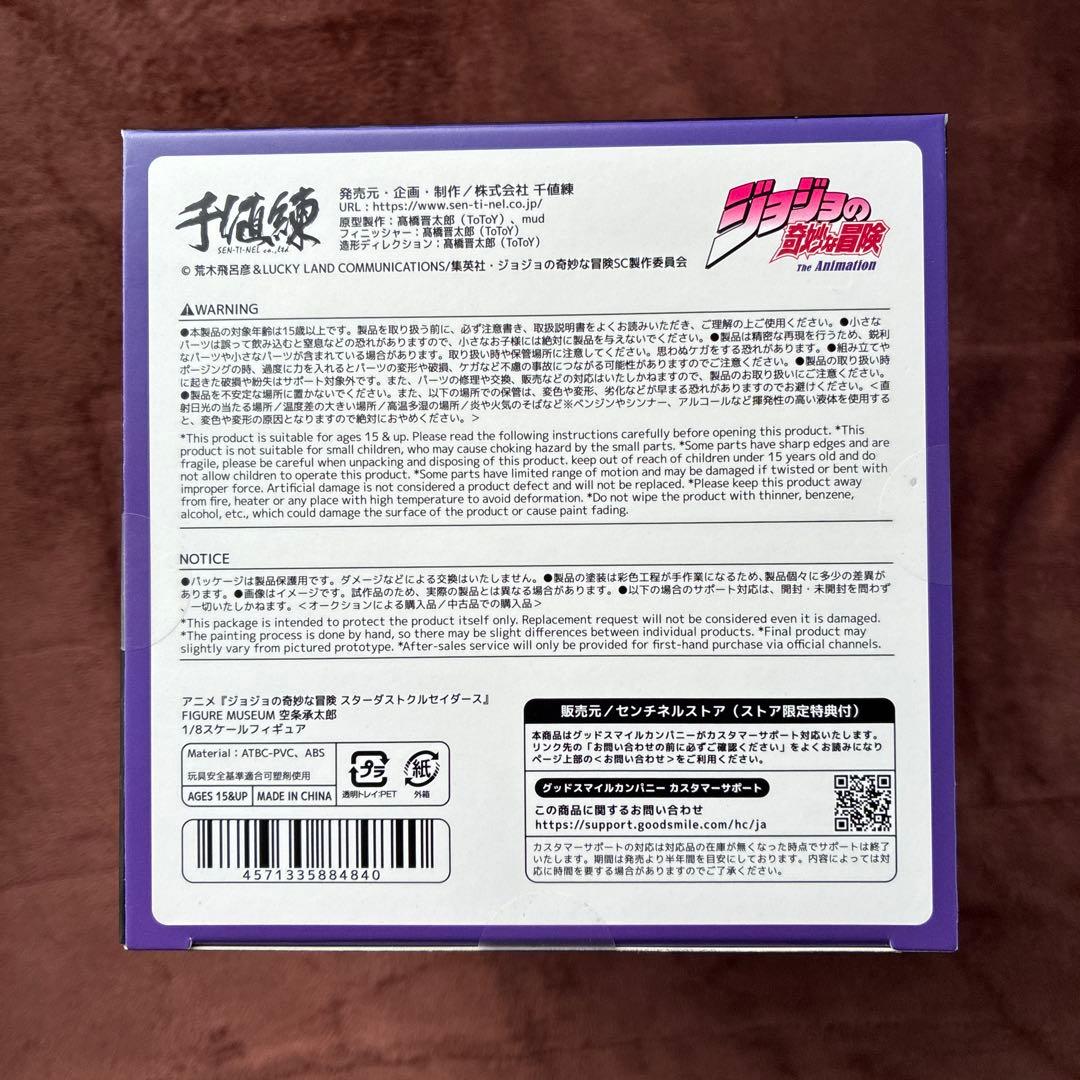 千値練
SEN-TI-NEL co.,ltd
発売元・企画・制作／株式会社 千値練
URL：https://www.sen-ti-nel.co.jp/
原型製作：髙橋晋太郎（ToToY）、mud
フィニッシャー：髙橋晋太郎（ToToY）
造形ディレクション：髙橋晋太郎（ToToY）
ジョジョの
奇妙な冒険
The Animation
© 荒木飛呂彦&LUCKY LAND COMMUNICATIONS/集英社・ジョジョの奇妙な冒険SC製作委員会
⚠WARNING
●本製品の対象年齢は15歳以上です。製品を取り扱う前に、必ず注意書き、取扱説明書をよくお読みいただき、ご理解の上ご使用ください。●小さな
パーツは誤って飲み込むと窒息などの恐れがありますので、小さなお子様には絶対に製品を与えないでください。●製品は精密な再現を行うため、鋭利
なパーツや小さなパーツが含まれている場合があります。取り扱い時や保管場所に注意してください。思わぬケガをする恐れがあります。●組み立てや
ポージングの時、過度に力を入れるとパーツの変形や破損、ケガなど不慮の事故につながる可能性がありますのでご注意ください。●製品の取り扱い時
に起きた破損や紛失はサポート対象外です。また、パーツの修理や交換、販売などの対応はいたしかねますので、製品のお取り扱いにご注意ください。
●製品を不安定な場所に置かないでください。また、以下の場所での保管は、変色や変形、劣化などが早まる恐れがありますのでお避けください。＜直
射日光の当たる場所／温度差の大きい場所／高温多湿の場所／炎や火気のそばなど※ベンジンやシンナー、アルコールなど揮発性の高い液体を使用する
と、変色や変形の原因となりますので絶対におやめください。＞
*This product is suitable for ages 15 & up. Please read the following instructions carefully before opening this product. *This
product is not suitable for small children, who may cause choking hazard by the small parts. *Some parts have sharp edges and are
fragile, please be careful when unpacking and disposing of this product. keep out of reach of children under 15 years old and do
not allow children to operate this product. *Some parts have limited range of motion and may be damaged if twisted or bent with
improper force. Artificial damage is not considered a product defect and will not be replaced. *Please keep this product away
from fire, heater or any place with high temperature to avoid deformation. *Do not wipe the product with thinner, benzene,
alcohol, etc., which could damage the surface of the product or cause paint fading.
NOTICE
●パッケージは製品保護用です。ダメージなどによる交換はいたしません。●製品の塗装は彩色工程が手作業になるため、製品個々に多少の差異が
あります。●画像はイメージです。試作品のため、実際の製品とは異なる場合があります。●以下の場合のサポート対応は、開封・未開封を問わず
、一切いたしかねます。＜オークションによる購入品／中古品での購入品＞
*This package is intended to protect the product itself only. Replacement request will not be considered even it is damaged.
*The painting process is done by hand, so there may be slight differences between individual products. *Final product may
slightly vary from pictured prototype. *After-sales service will only be provided for first-hand purchase via official channels.
アニメ『ジョジョの奇妙な冒険 スターダストクルセイダース』
FIGURE MUSEUM 空条承太郎
1/8スケールフィギュア
Material：ATBC-PVC、ABS
玩具安全基準適合可塑剤使用
AGES 15&UP
MADE IN CHINA
プラ
透明トレイ:PET
紙
外箱
4571335884840
販売元／センチネルストア（ストア限定特典付）
本商品はグッドスマイルカンパニーがカスタマーサポート対応いたします。
リンク先の「お問い合わせの前に必ずご確認ください」をよくお読みになり
ページ上部の＜お問い合わせ＞をご利用ください。
グッドスマイルカンパニー カスタマーサポート
この商品に関するお問い合わせ
https://support.goodsmile.com/hc/ja
カスタマーサポートの対応は対応品の在庫が無くなった時点でサポートは終了
いたします。期間は発売より半年間を目安にしております。内容によっては対
応に時間を要する場合がありますのでご了承ください。